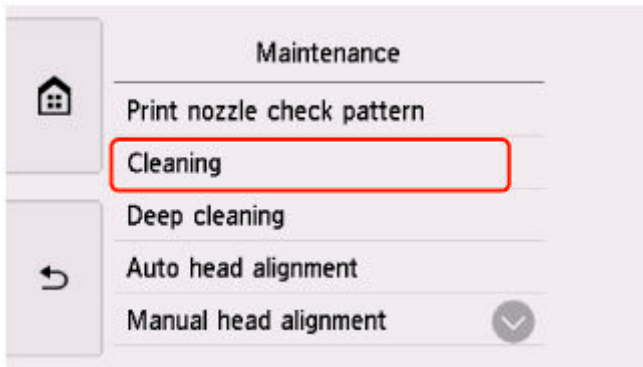 Maintenance
Print nozzle check pattern
Cleaning
Deep cleaning
Auto head alignment
Manual head alignment